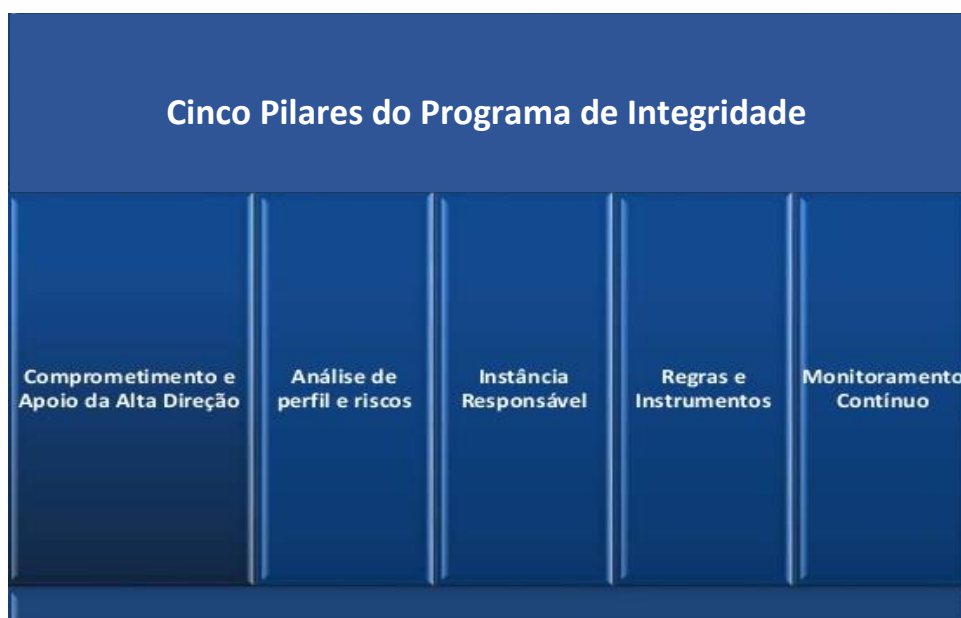 Cinco Pilares do Programa de Integridade
Comprometimento e
Apoio da Alta Direção
Análise de
perfil e riscos
Instância
Responsável
Regras e
Instrumentos
Monitoramento
Contínuo